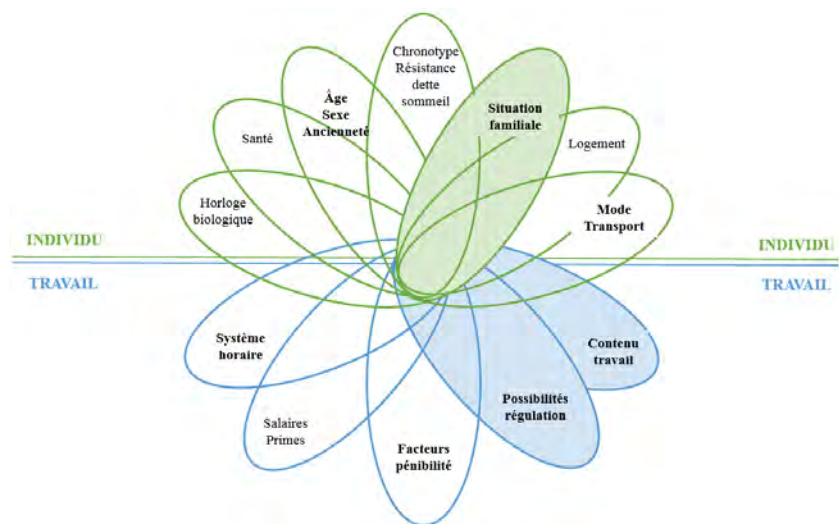 Chronotype
Résistance
dette
sommeil
Âge
Sexe
Ancienneté
Situation
familiale
Santé
Logement
Horloge
biologique
Mode
Transport
INDIVIDU
INDIVIDU
TRAVAIL
TRAVAIL
Système
horaire
Contenu
travail
Possibilités
régulation
Salaires
Primes
Facteurs
pénibilité